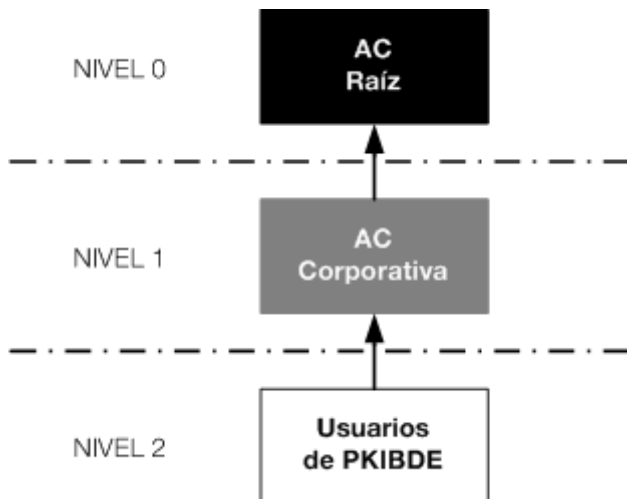 NIVEL 0
AC
Raíz
NIVEL 1
AC
Corporativa
NIVEL 2
Usuarios
de PKIBDE